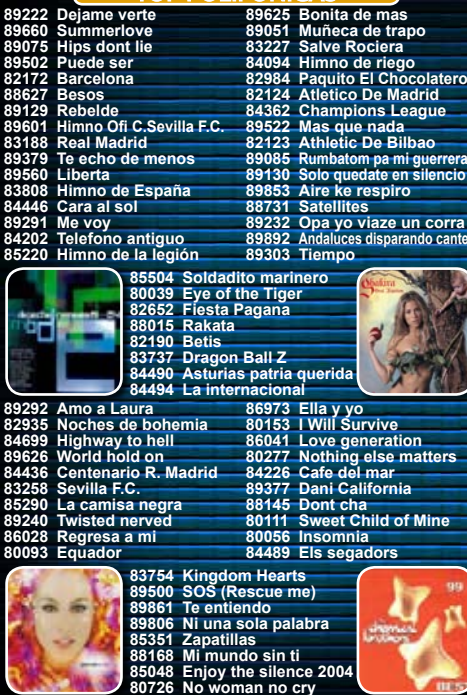 TOP POLIFONICAS
89222 Dejame verte
89660 Summerlove
89075 Hips dont lie
89502 Puede ser
82172 Barcelona
88627 Besos
89129 Rebelde
89601 Himno Ofi C.Sevilla F.C.
83188 Real Madrid
89379 Te echo de menos
89560 Liberta
83808 Himno de España
84446 Cara al sol
89291 Me voy
84202 Telefono antiguo
85220 Himno de la legión
89625 Bonita de mas
89051 Muñeca de trapo
83227 Salve Rociera
84094 Himno de riego
82984 Paquito El Chocolatero
82124 Atletico De Madrid
84362 Champions League
89522 Mas que nada
82123 Athletic De Bilbao
89085 Rumbatom pa mi guerrera
89130 Solo quedate en silencio
89853 Aire ke respiro
88731 Satellites
89232 Opa yo viaze un corra
89892 Andaluces disparando cante
89303 Tiempo
85504 Soldadito marinero
80039 Eye of the Tiger
82652 Fiesta Pagana
88015 Rakata
82190 Betis
83737 Dragon Ball Z
84490 Asturias patria querida
84494 La internacional
Shakira
89292 Amo a Laura
82935 Noches de bohemia
84699 Highway to hell
89626 World hold on
84436 Centenario R. Madrid
83258 Sevilla F.C.
85290 La camisa negra
89240 Twisted nerved
86028 Regresa a mi
80093 Equador
86973 Ella y yo
80153 I Will Survive
86041 Love generation
80277 Nothing else matters
84226 Cafe del mar
89377 Dani California
88145 Dont cha
80111 Sweet Child of Mine
80056 Insomnia
84489 Els segadors
83754 Kingdom Hearts
89500 SOS (Rescue me)
89861 Te entiendo
89806 Ni una sola palabra
85351 Zapatillas
88168 Mi mundo sin ti
85048 Enjoy the silence 2004
80726 No woman no cry
99
BEST